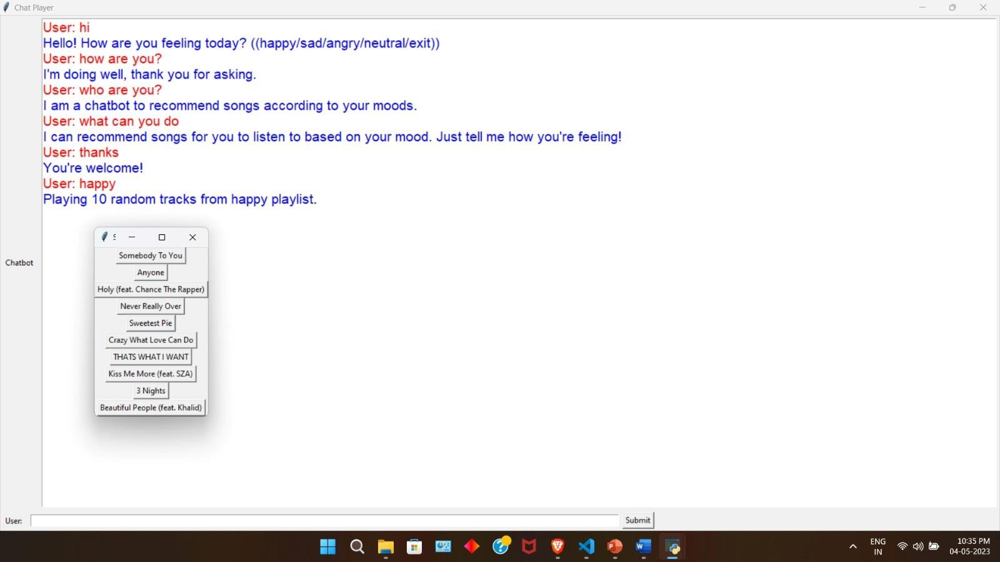 Chat Player
User: hi
Hello! How are you feeling today? ((happy/sad/angry/neutral/exit))
User: how are you?
I'm doing well, thank you for asking.
User: who are you?
I am a chatbot to recommend songs according to your moods.
User: what can you do
I can recommend songs for you to listen to based on your mood. Just tell me how you're feeling!
User: thanks
You're welcome!
User: happy
Playing 10 random tracks from happy playlist.
S
Somebody To You
Anyone
Holy (feat. Chance The Rapper)
Never Really Over
Sweetest Pie
Crazy What Love Can Do
THATS WHAT I WANT
Kiss Me More (feat. SZA)
3 Nights
Beautiful People (feat. Khalid)
Chatbot
User:
Submit
ENG
IN
10:35 PM
04-05-2023